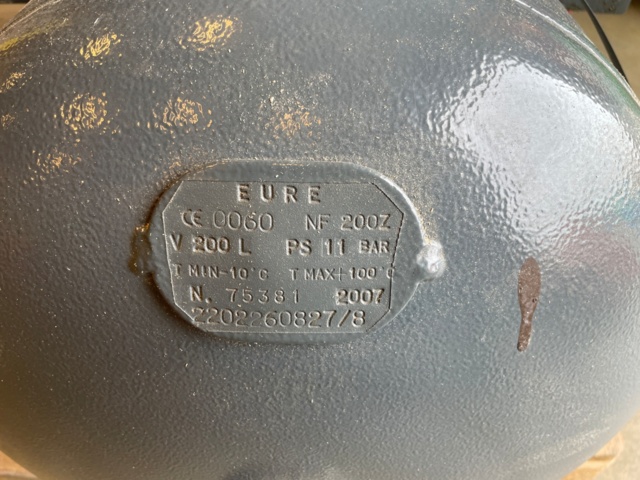 EURE
CE 0060 NF 200Z
V 200 L PS 11 BAR
T MIN-10°C T MAX+100°C
N. 75381 2007
2202260827/8